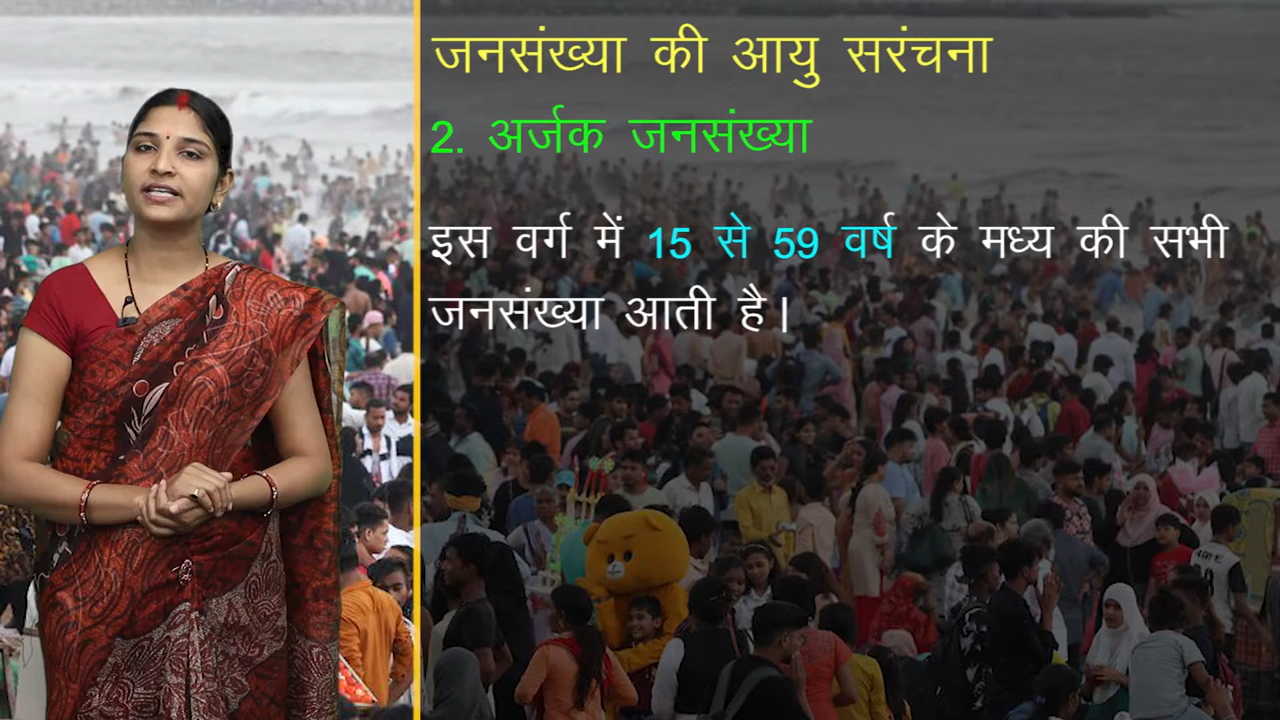 जनसंख्या की आयु सरंचना
2. अर्जक जनसंख्या
इस वर्ग में 15 से 59 वर्ष के मध्य की सभी
जनसंख्या आती है।